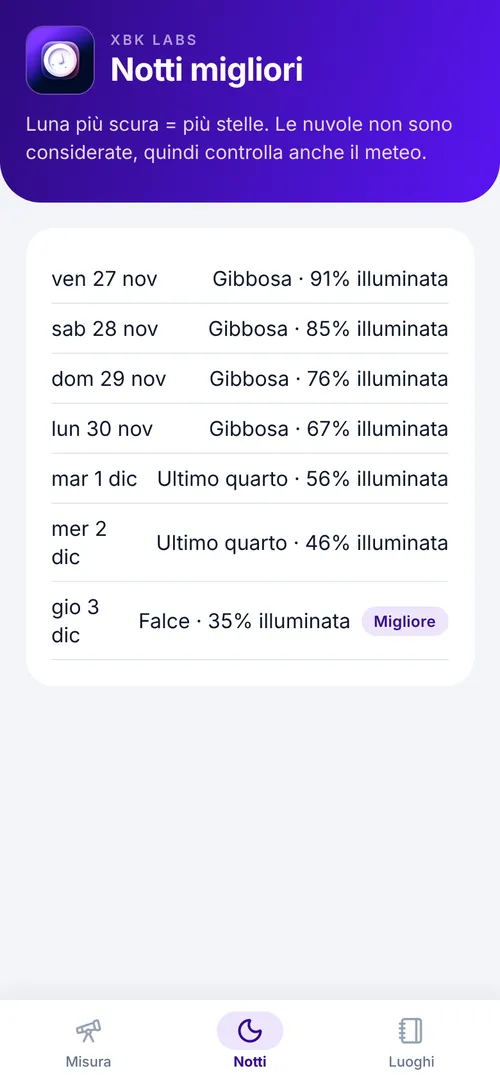 XBK LABS
Notti migliori
Luna più scura = più stelle. Le nuvole non sono
considerate, quindi controlla anche il meteo.
ven 27 nov Gibbosa · 91% illuminata
sab 28 nov Gibbosa · 85% illuminata
dom 29 nov Gibbosa · 76% illuminata
lun 30 nov Gibbosa · 67% illuminata
mar 1 dic Ultimo quarto · 56% illuminata
mer 2
dic
Ultimo quarto · 46% illuminata
gio 3
dic
Falce · 35% illuminata Migliore
Misura Notti Luoghi